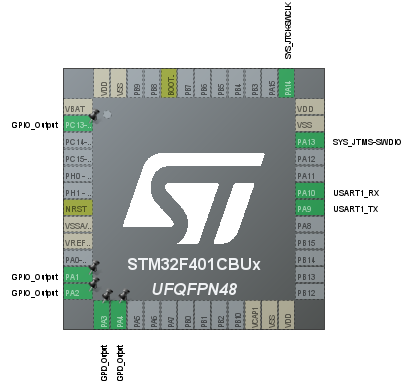 SYS_JTCK-SWCLK
VDD
VSS
PB9
PB8
BOOT..
PB7
PB6
PB5
PB4
PB3
PA15
PA14
VBAT
GPIO_Output PC13-..
PC14-..
PC15-..
PH0-..
PH1-..
NRST
VSSA/..
VREF..
PA0-..
GPIO_Output PA1
GPIO_Output PA2
VDD
VSS
PA13 SYS_JTMS-SWDIO
PA12
PA11
PA10 USART1_RX
PA9 USART1_TX
PA8
PB15
PB14
PB13
PB12
STM32F401CBUx
UFQFPN48
PA3
PA4
PA5
PA6
PA7
PB0
PB1
PB2
PB10
VCAP1
VSS
VDD
GPIO_Output
GPIO_Output